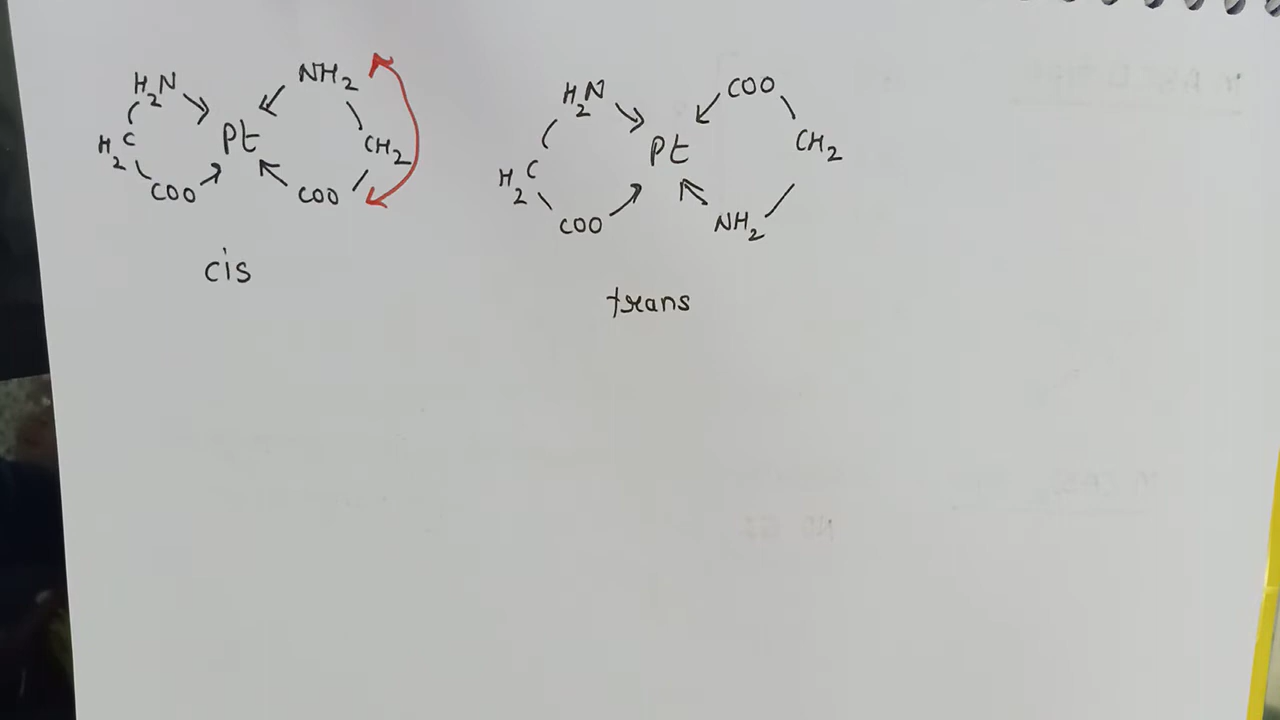 H2N NH2
H2C Pt CH2
COO COO
cis
H2N COO
H2C Pt CH2
COO NH2
trans